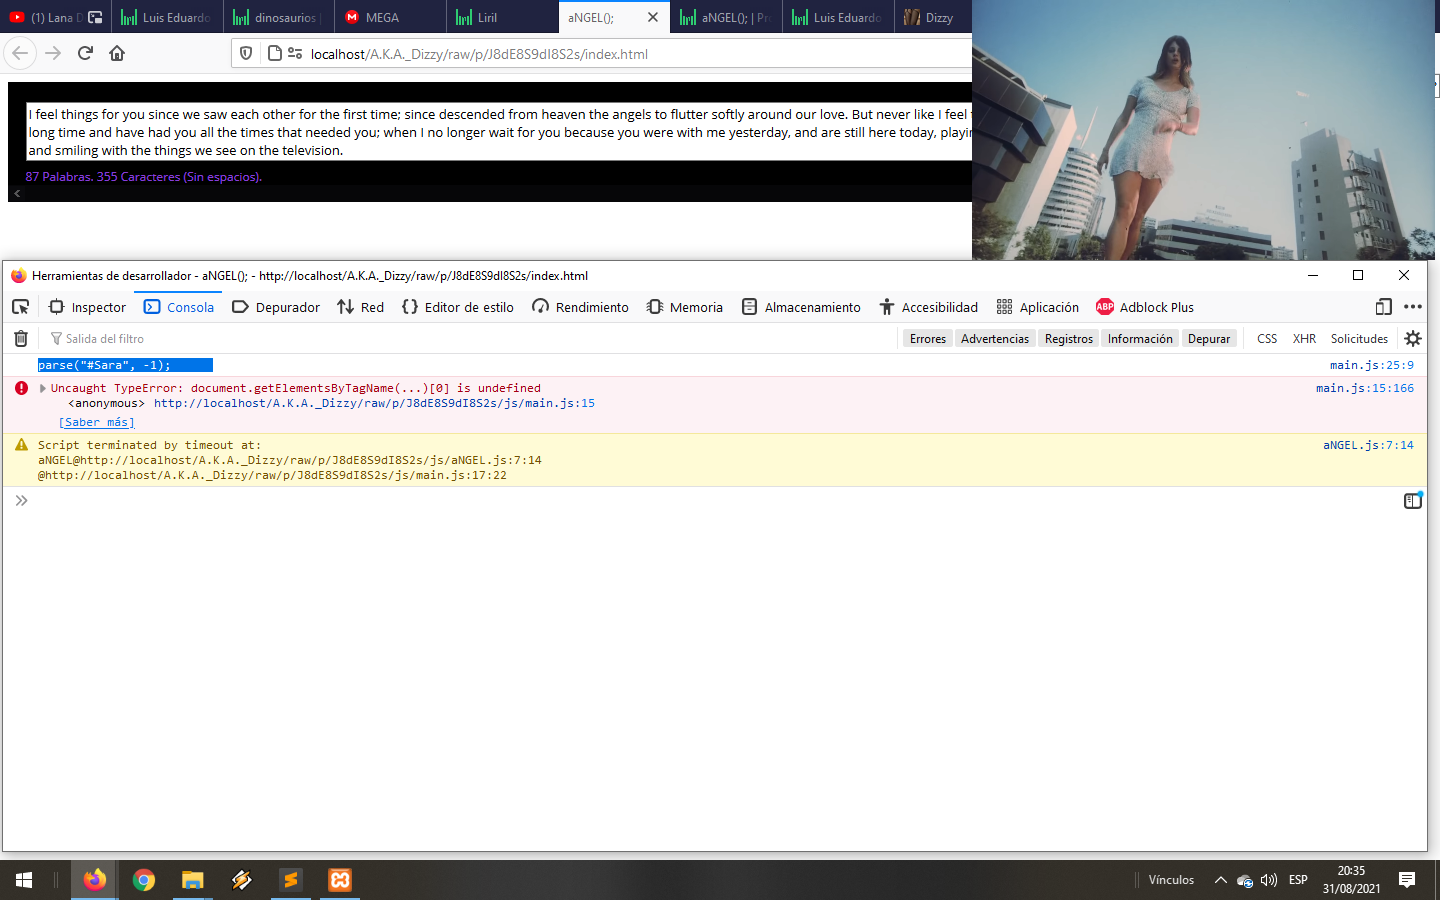 (1) Lana D
Luis Eduardo
dinosaurios |
MEGA
Liril
aNGEL();
aNGEL(); | Pr
Luis Eduardo
Dizzy
localhost/A.K.A._Dizzy/raw/p/J8dE8S9dI8S2s/index.html
I feel things for you since we saw each other for the first time; since descended from heaven the angels to flutter softly around our love. But never like I feel
long time and have had you all the times that needed you; when I no longer wait for you because you were with me yesterday, and are still here today, playin
and smiling with the things we see on the television.
87 Palabras. 355 Caracteres (Sin espacios).
Herramientas de desarrollador - aNGEL(); - http://localhost/A.K.A._Dizzy/raw/p/J8dE8S9dI8S2s/index.html
Inspector
Consola
Depurador
Red
Editor de estilo
Rendimiento
Memoria
Almacenamiento
Accesibilidad
Aplicación
ABP
Adblock Plus
Salida del filtro
Errores
Advertencias
Registros
Información
Depurar
CSS
XHR
Solicitudes
parse("#Sara", -1);
main.js:25:9
Uncaught TypeError: document.getElementsByTagName(...)[0] is undefined
main.js:15:166
<anonymous> http://localhost/A.K.A._Dizzy/raw/p/J8dE8S9dI8S2s/js/main.js:15
[Saber más]
Script terminated by timeout at:
aNGEL.js:7:14
aNGEL@http://localhost/A.K.A._Dizzy/raw/p/J8dE8S9dI8S2s/js/aNGEL.js:7:14
@http://localhost/A.K.A._Dizzy/raw/p/J8dE8S9dI8S2s/js/main.js:17:22
Vínculos
ESP
20:35
31/08/2021